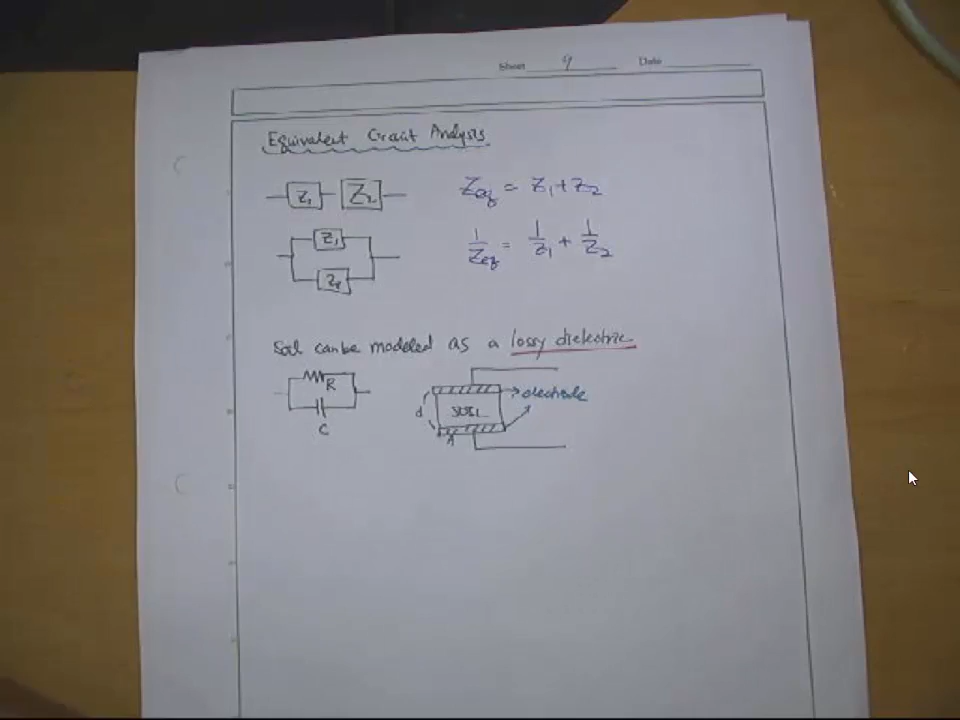 Sheet 4 Date
Equivalent Circuit Analysis
Z1 Z2 Zeq = Z1 + Z2
Z1
Z2
1/Zeq = 1/Z1 + 1/Z2
Soil can be modeled as a lossy dielectric
R
C
d SOIL
A
electrode